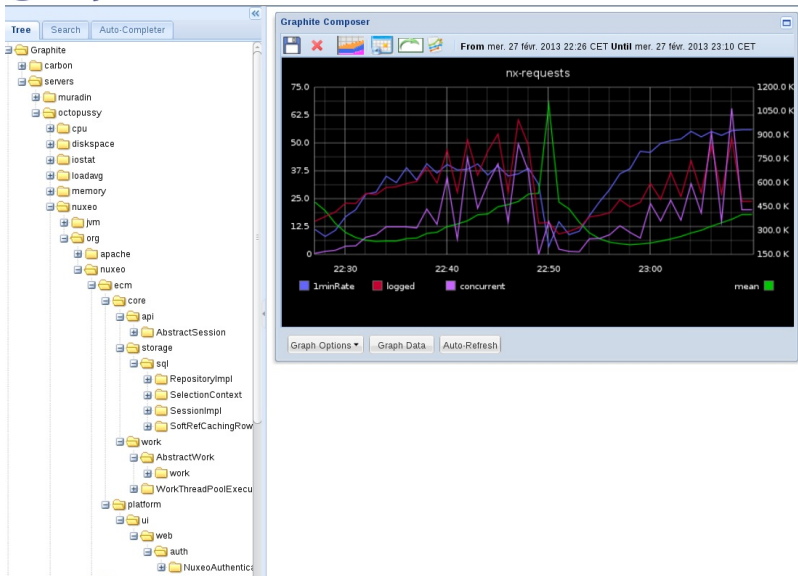 Tree Search Auto-Completer
Graphite
carbon
servers
muradin
octopussy
cpu
diskspace
iostat
loadavg
memory
nuxeo
jvm
org
apache
nuxeo
ecm
core
api
AbstractSession
storage
sql
RepositoryImpl
SelectionContext
SessionImpl
SoftRefCachingRow
work
AbstractWork
work
WorkThreadPoolExecu
platform
ui
web
auth
NuxeoAuthentica
Graphite Composer
From mer. 27 févr. 2013 22:26 CET Until mer. 27 févr. 2013 23:10 CET
nx-requests
75.0 1200.0 K
62.5 1050.0 K
50.0 900.0 K
750.0 K
37.5 600.0 K
25.0 450.0 K
12.5 300.0 K
0 150.0 K
22:30 22:40 22:50 23:00
1minRate logged concurrent mean
Graph Options Graph Data Auto-Refresh